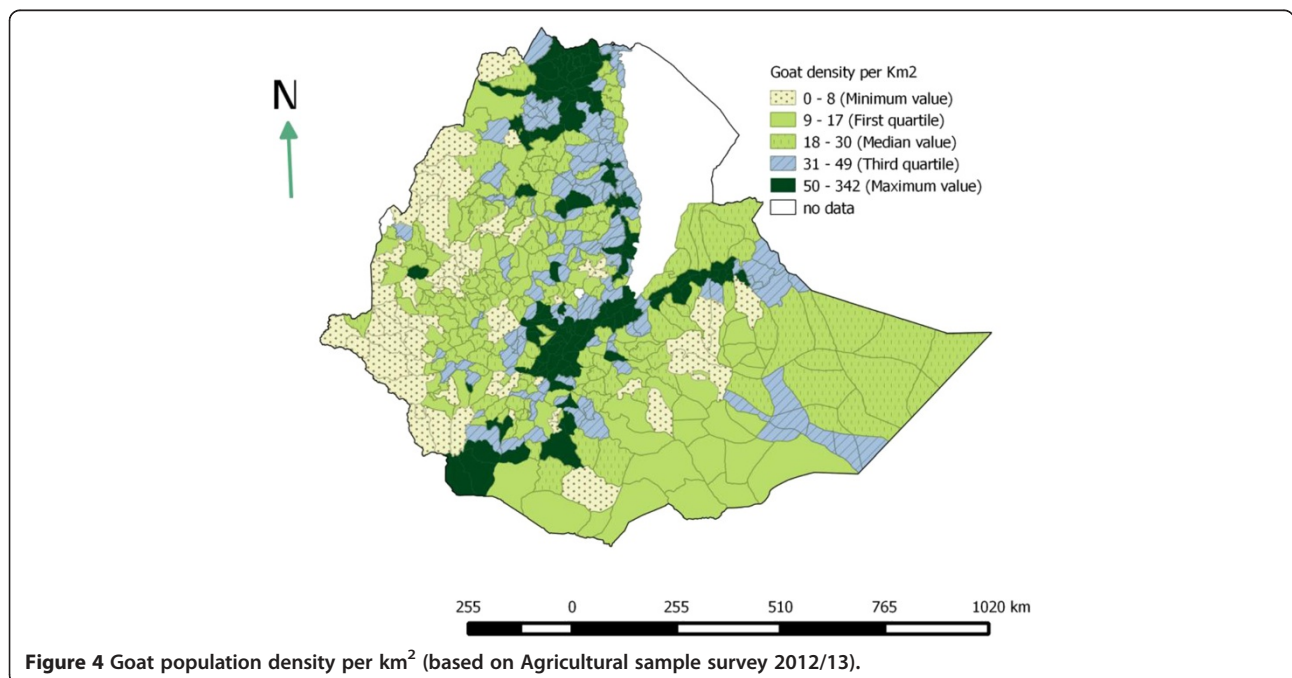 N
Goat density per Km2
0 - 8 (Minimum value)
9 - 17 (First quartile)
18 - 30 (Median value)
31 - 49 (Third quartile)
50 - 342 (Maximum value)
no data
255 0 255 510 765 1020 km
Figure 4 Goat population density per km² (based on Agricultural sample survey 2012/13).